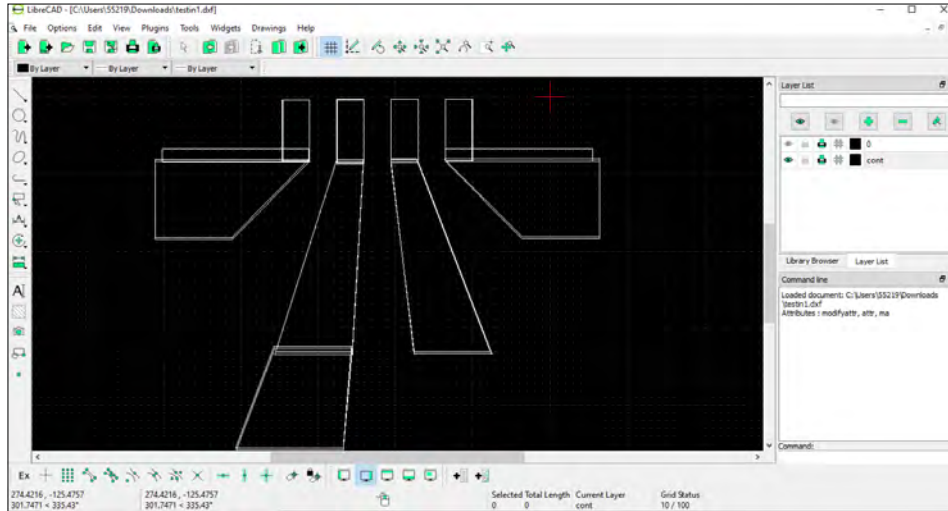 LibreCAD - [C:\Users\55219\Downloads\testin1.dxf]
File Options Edit View Plugins Tools Widgets Drawings Help
By Layer By Layer By Layer
Layer List
0
cont
Library Browser Layer List
Command line
Loaded document: C:\Users\55219\Downloads
\testin1.dxf
Attributes : modifyattr, attr, ma
Command:
Ex
274.4216 , -125.4757 274.4216 , -125.4757 Selected Total Length Current Layer Grid Status
301.7471 < 335.43° 301.7471 < 335.43° 0 0 cont 10 / 100